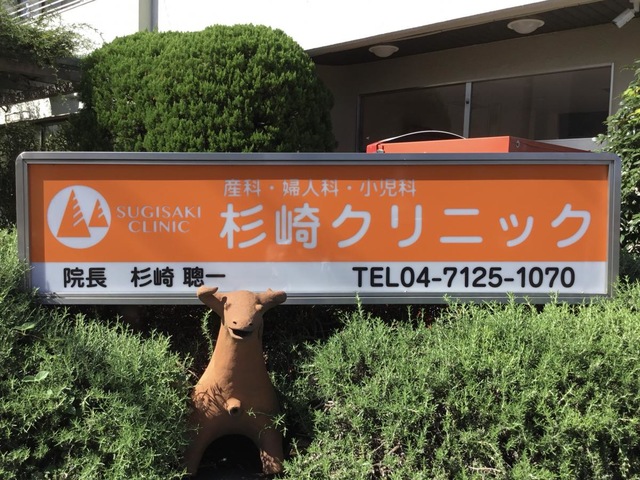 産科・婦人科・小児科
SUGISAKI
CLINIC
杉崎クリニック
院長 杉崎 聰一
TEL04-7125-1070